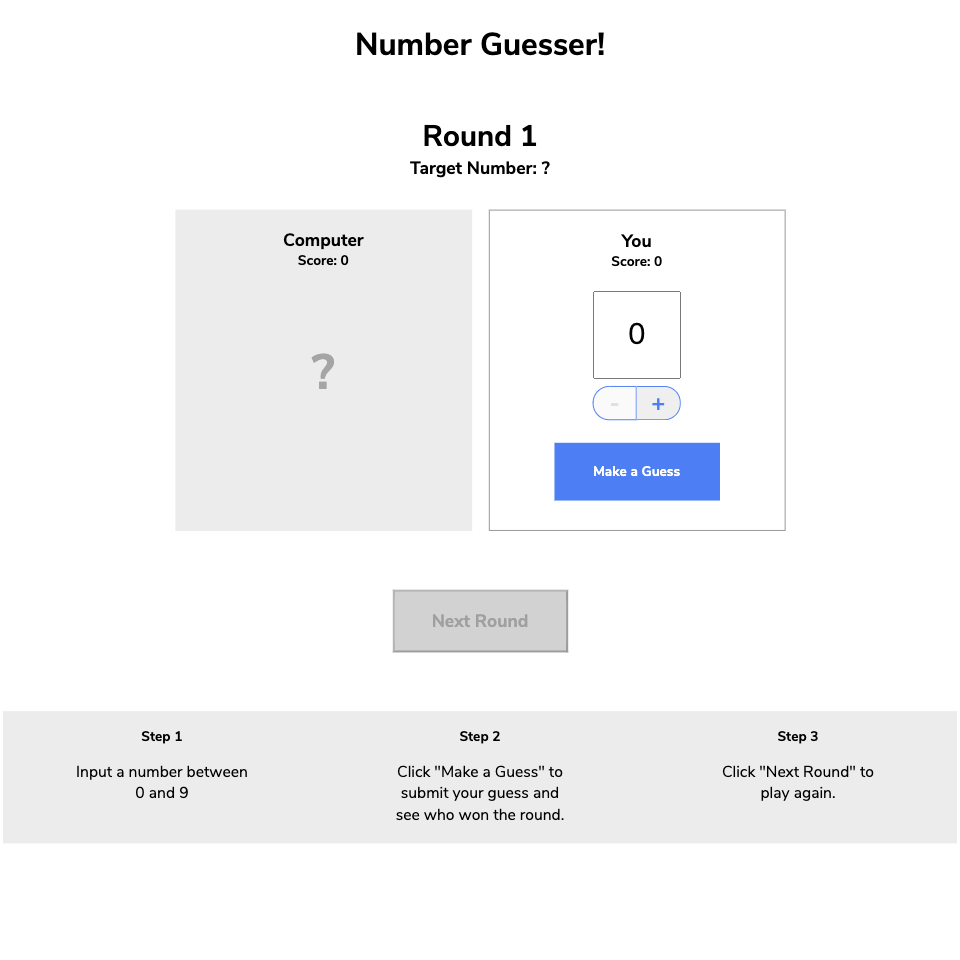 Number Guesser!
Round 1
Target Number: ?
Computer
Score: 0
?
You
Score: 0
0
- +
Make a Guess
Next Round
Step 1
Input a number between
0 and 9
Step 2
Click "Make a Guess" to
submit your guess and
see who won the round.
Step 3
Click "Next Round" to
play again.